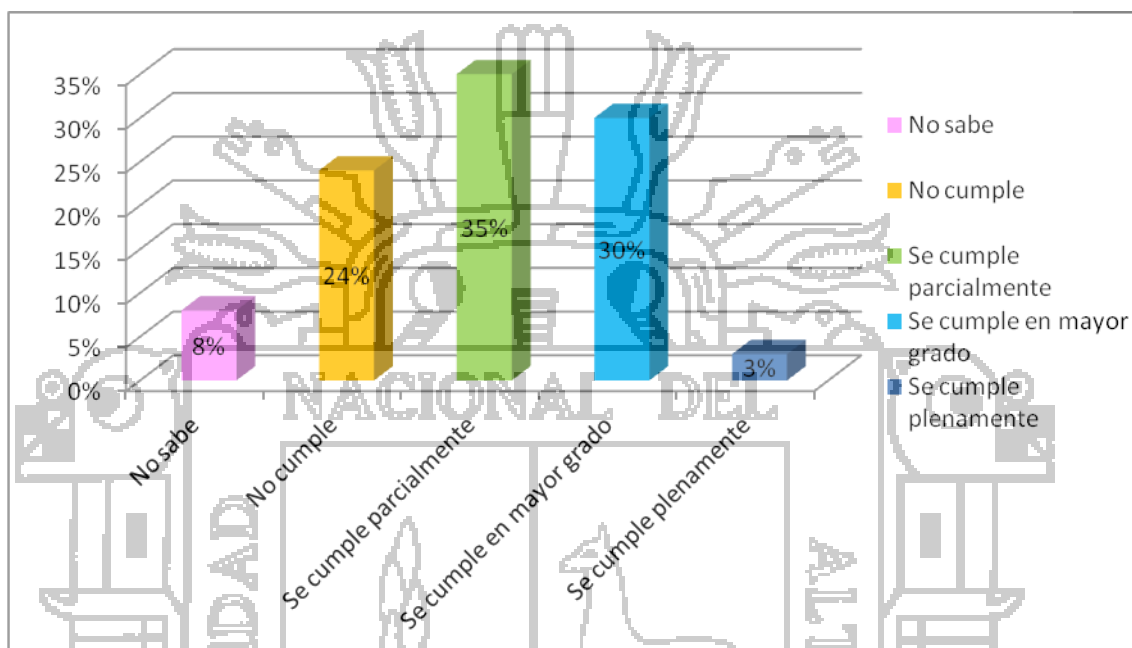 35%
30%
25%
20%
15%
10%
5%
0%
8%
24%
35%
30%
3%
No sabe
No cumple
Se cumple parcialmente
Se cumple en mayor grado
Se cumple plenamente
No sabe
No cumple
Se cumple
parcialmente
Se cumple en mayor
grado
Se cumple
plenamente
NACIONAL DEL
DAD
ALT